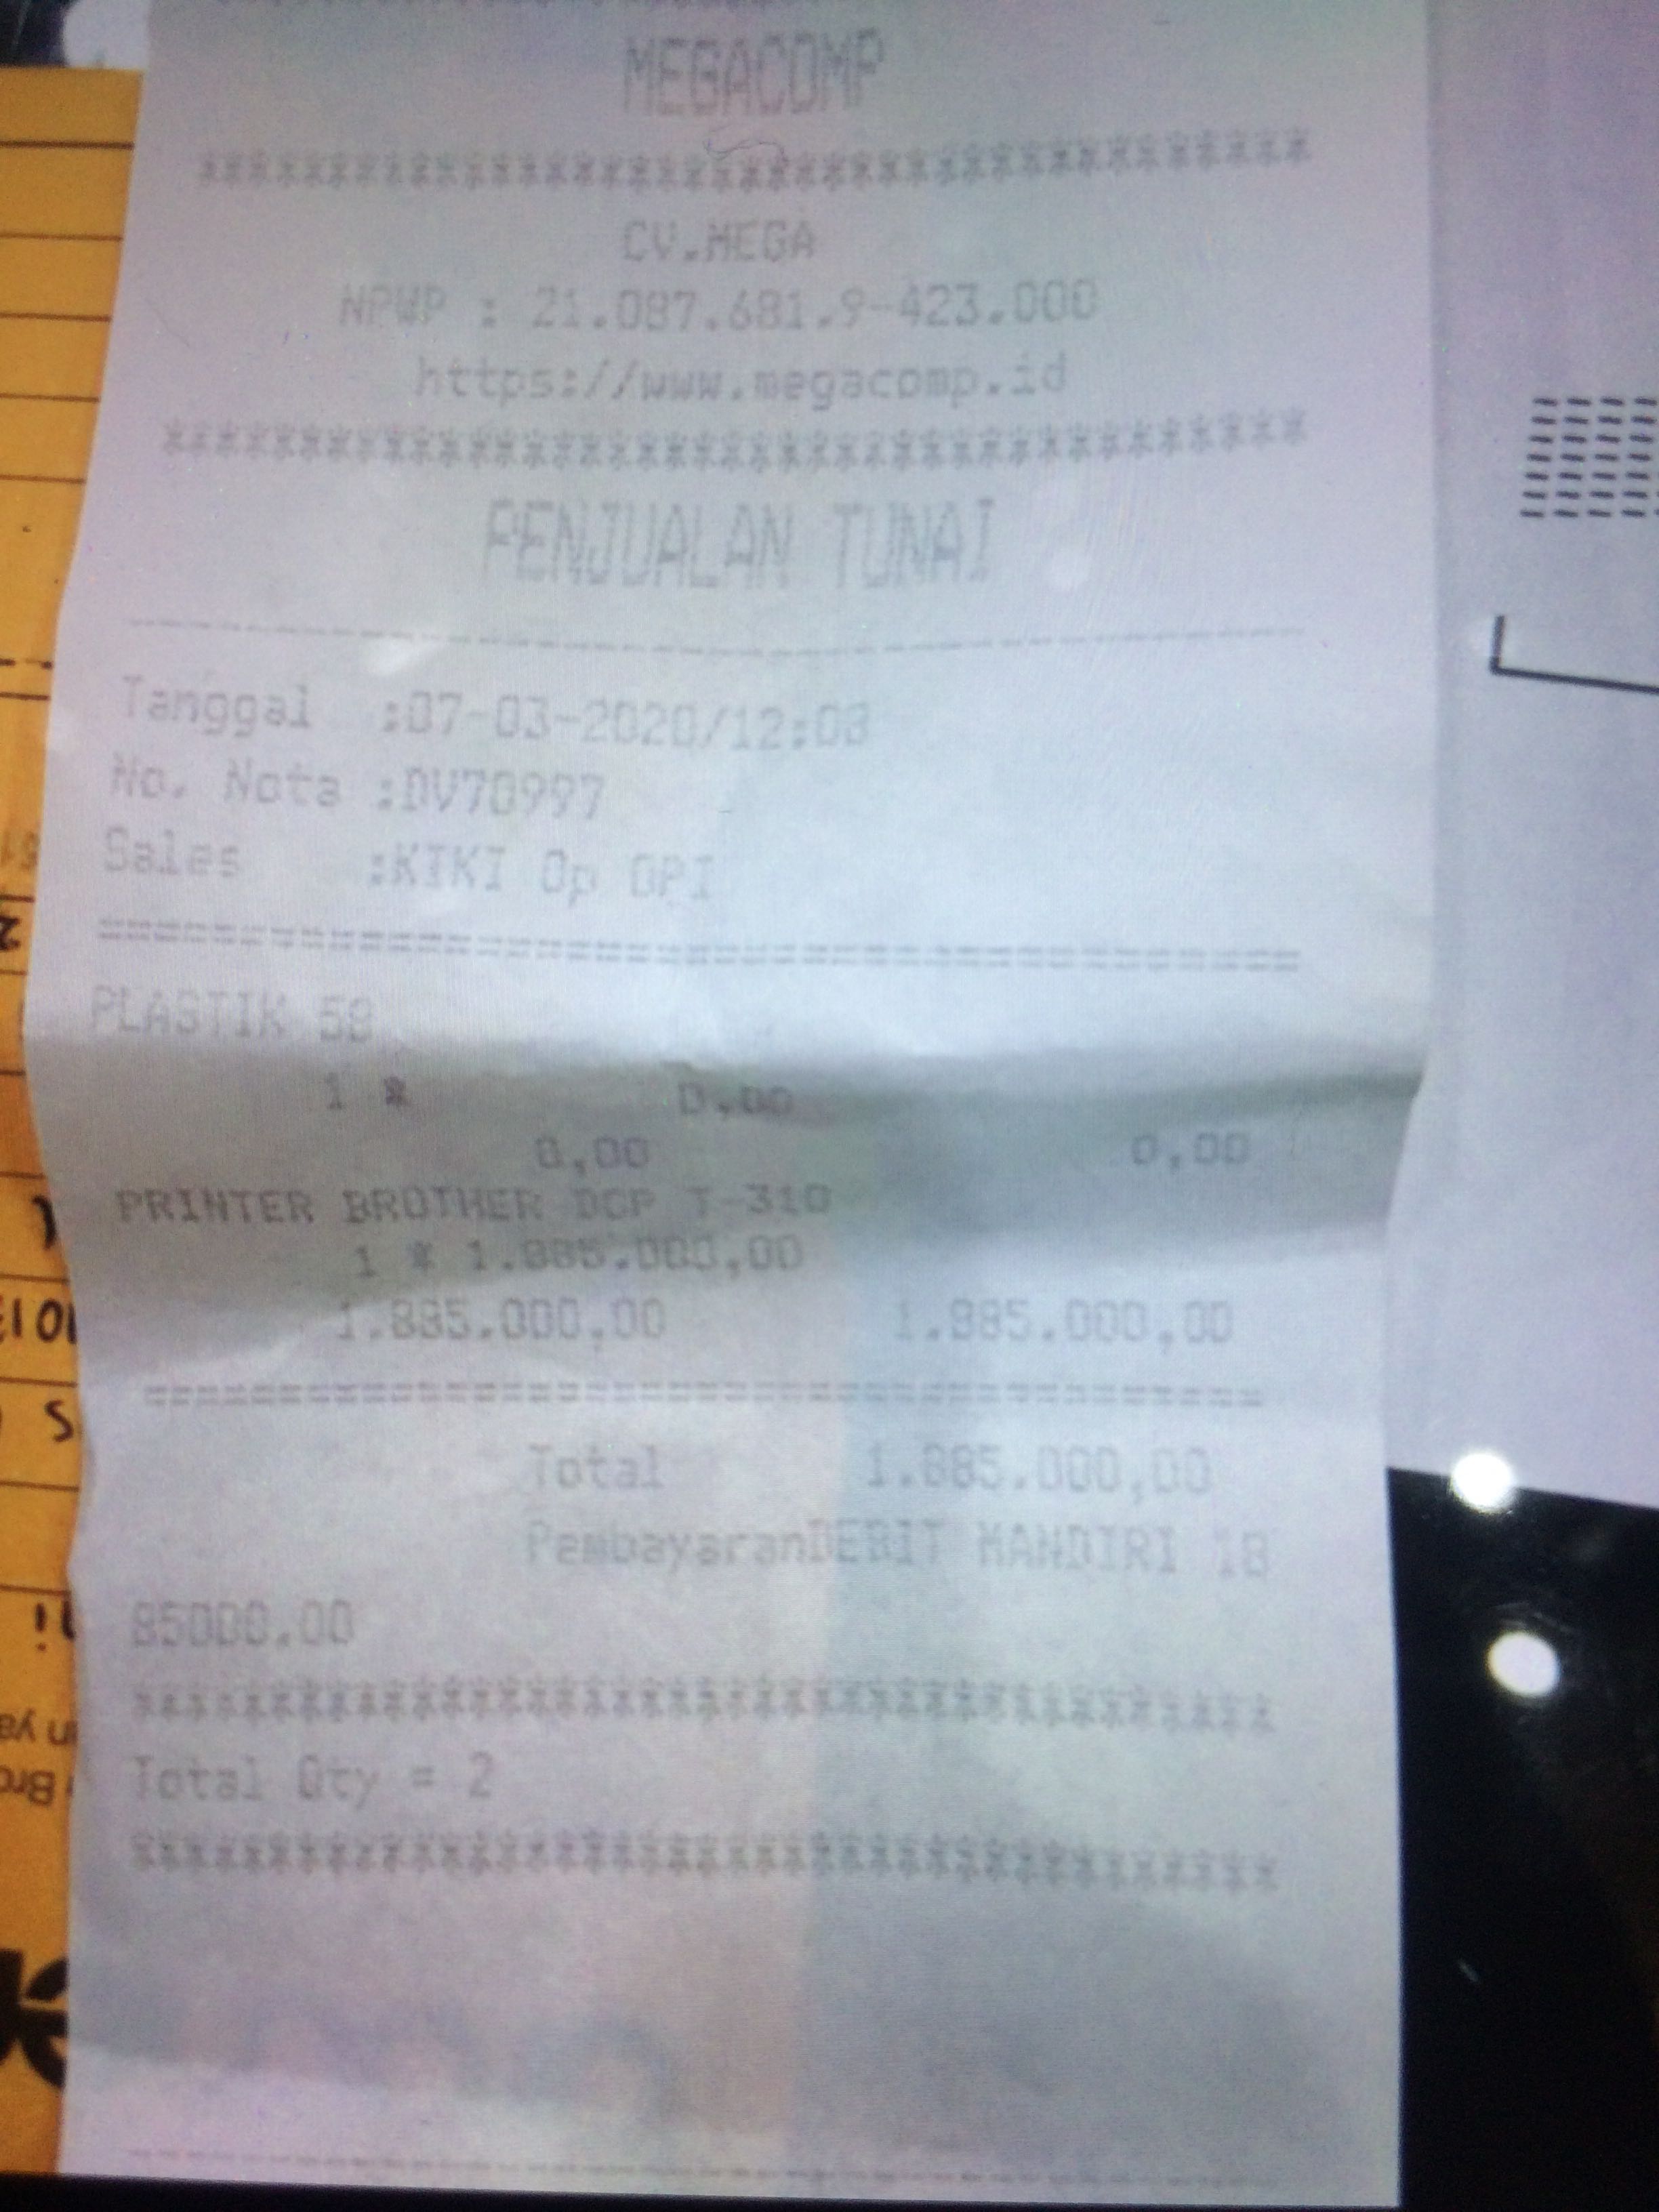 MEGACOMP
****************************************
CV.MEGA
NPWP : 21.087.681.9-423.000
https://www.megacomp.id
****************************************
PENJUALAN TUNAI
Tanggal :07-03-2020/12:08
No. Nota :DV78997
Sales :KIKI Op OPI
PLASTIK 58
1 * 0,00
0,00 0,00
PRINTER BROTHER DCP T-310
1 * 1.885.000,00
1.885.000,00 1.885.000,00
Total 1.885.000,00
PembayaranDEBIT MANDIRI 18
85000.00
****************************************
Total Qty = 2
****************************************